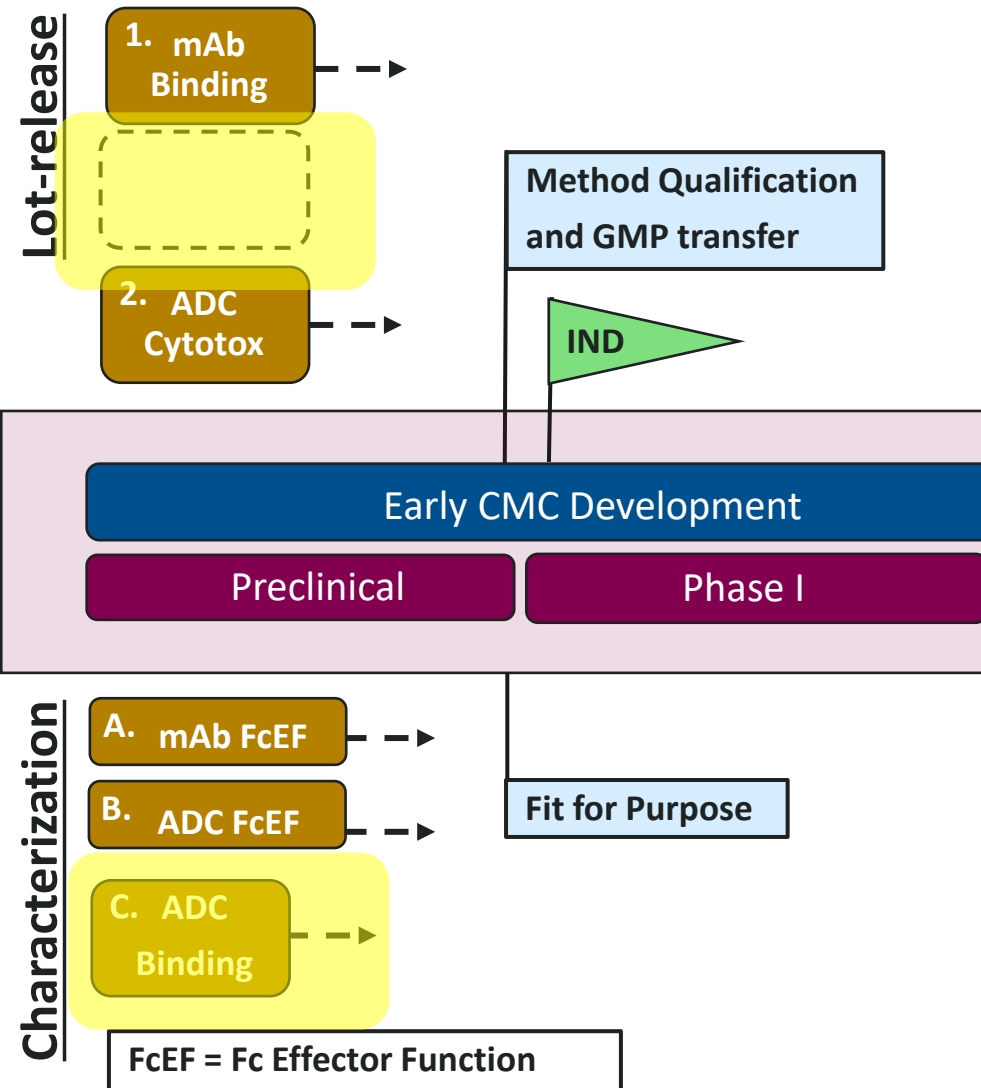 Lot-release
1. mAb
Binding
2. ADC
Cytotox
Method Qualification
and GMP transfer
IND
Early CMC Development
Preclinical
Phase I
Characterization
A. mAb FcEF
B. ADC FcEF
C. ADC
Binding
Fit for Purpose
FcEF = Fc Effector Function